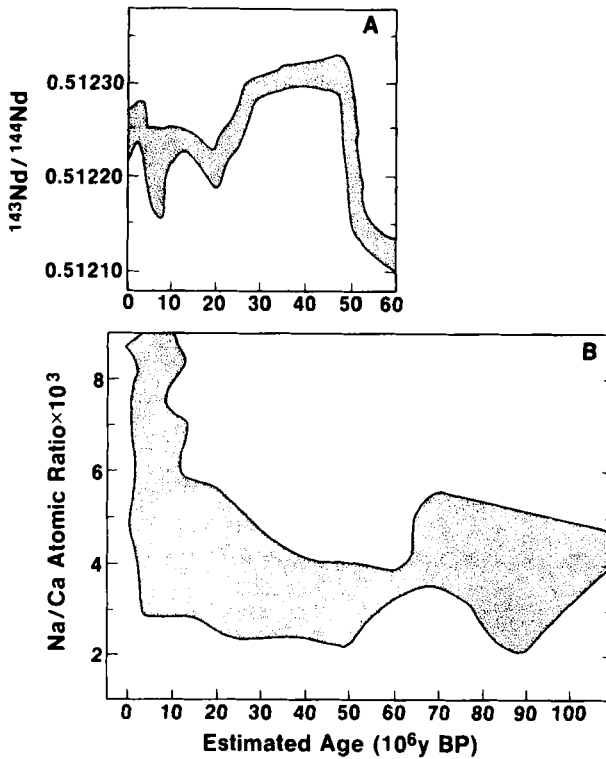 A
¹⁴³Nd/¹⁴⁴Nd
0.51230
0.51220
0.51210
0 10 20 30 40 50 60
B
Na/Ca Atomic Ratio×10³
8
6
4
2
0 10 20 30 40 50 60 70 80 90 100
Estimated Age (10⁶y BP)